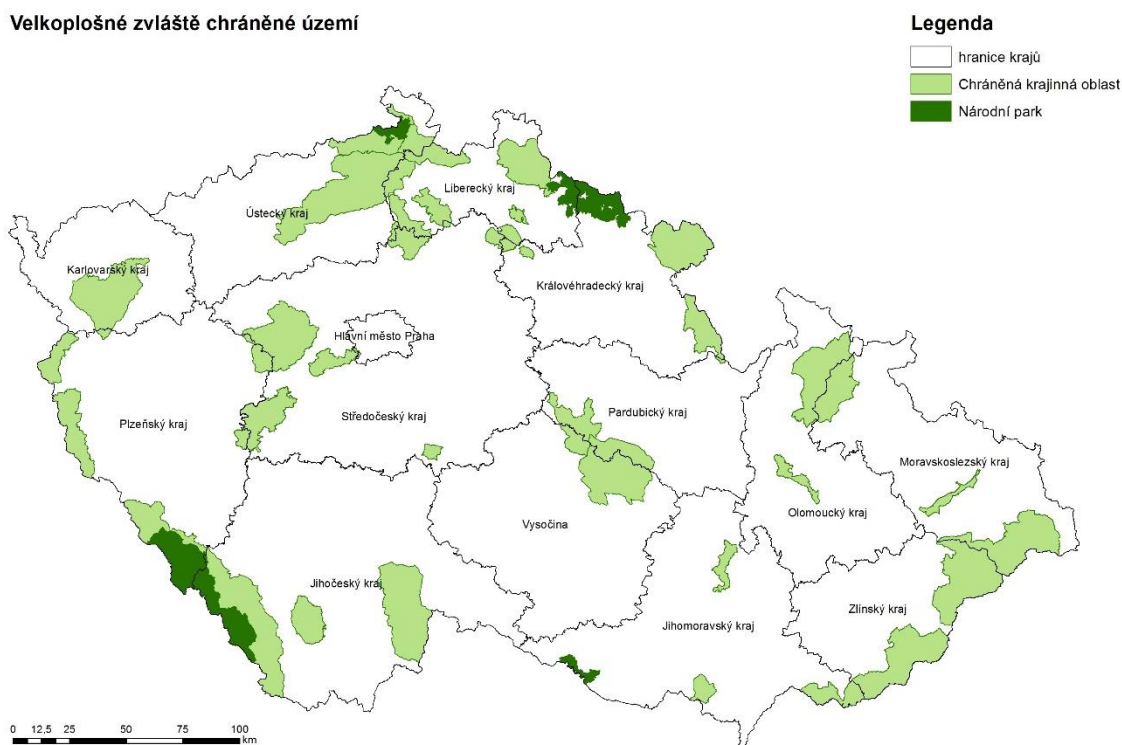 Velkoplošné zvláště chráněné území
Legenda
hranice krajů
Chráněná krajinná oblast
Národní park
Liberecký kraj
Ústecký kraj
Karlovarský kraj
Královéhradecký kraj
Hlavní město Praha
Plzeňský kraj
Středočeský kraj
Pardubický kraj
Moravskoslezský kraj
Olomoucký kraj
Vysočina
Jihočeský kraj
Zlínský kraj
Jihomoravský kraj
0 12,5 25 50 75 100
km